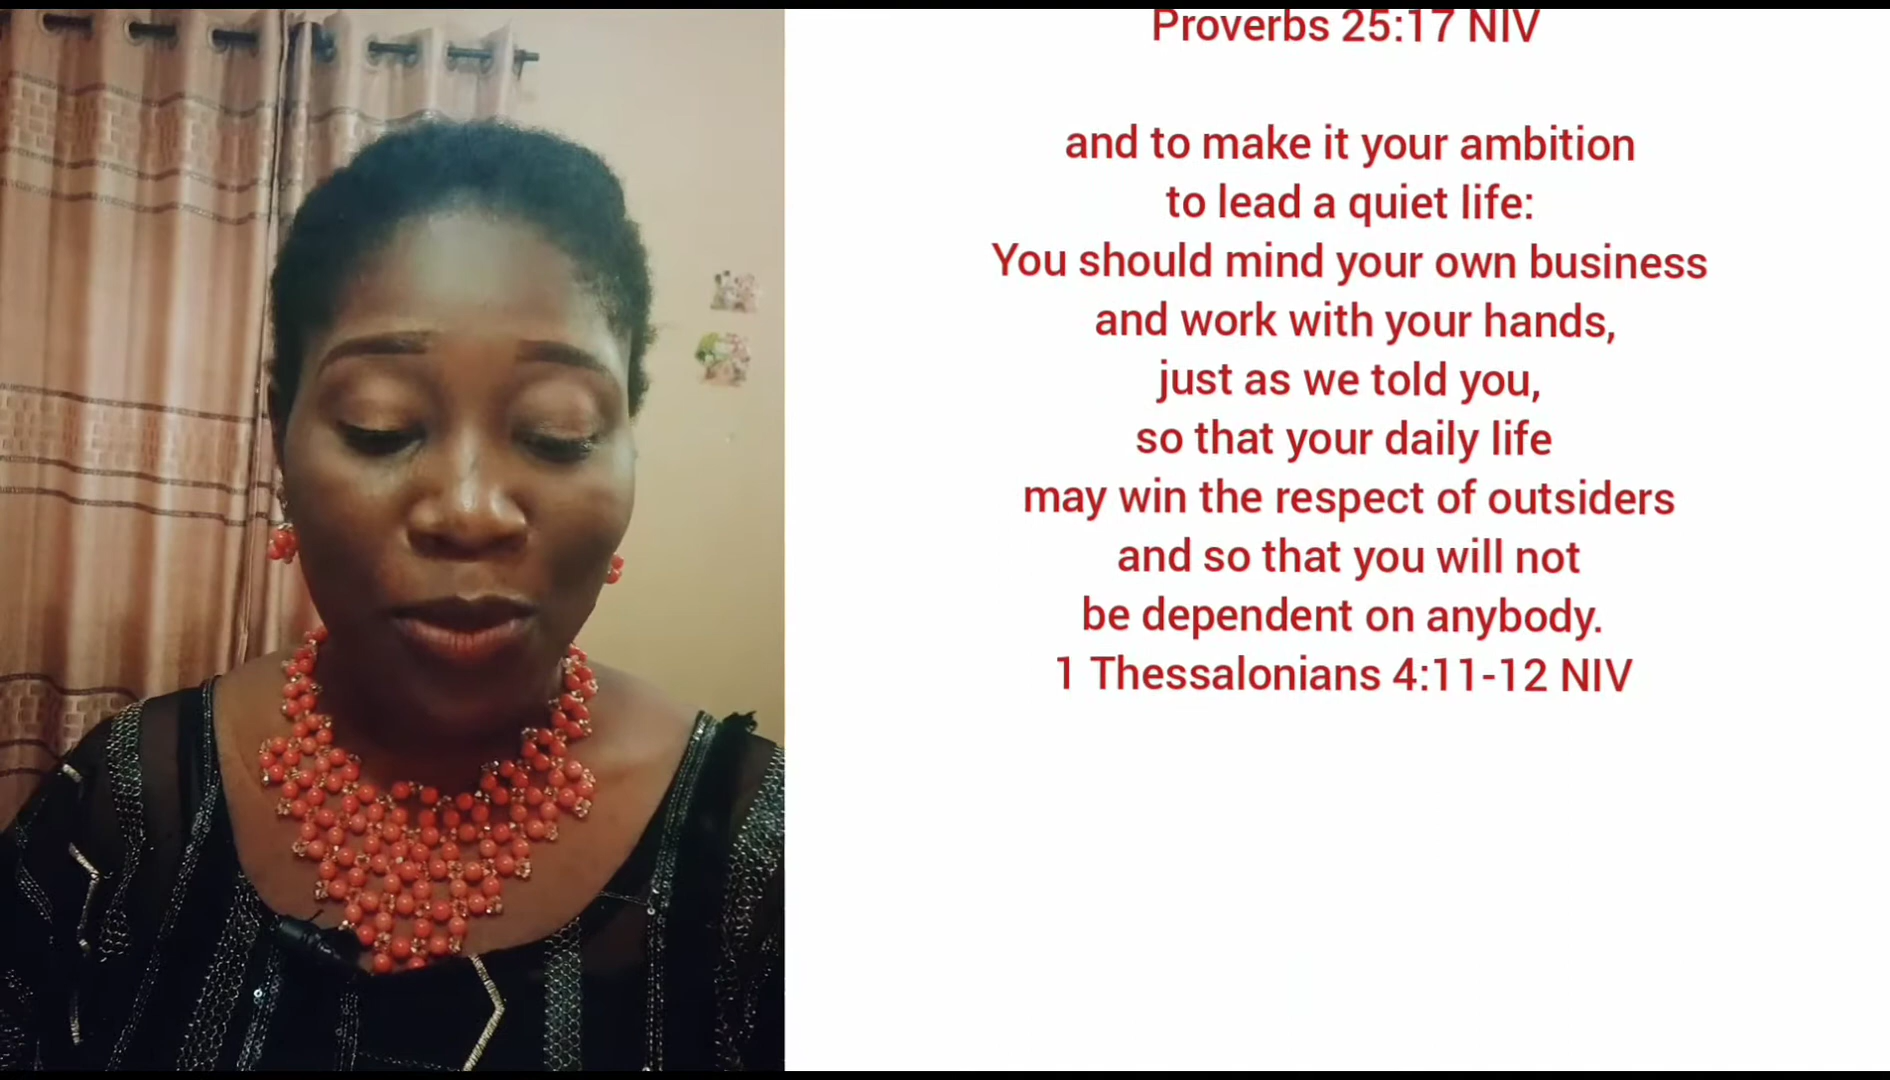 Proverbs 25:17 NIV
and to make it your ambition
to lead a quiet life:
You should mind your own business
and work with your hands,
just as we told you,
so that your daily life
may win the respect of outsiders
and so that you will not
be dependent on anybody.
1 Thessalonians 4:11-12 NIV